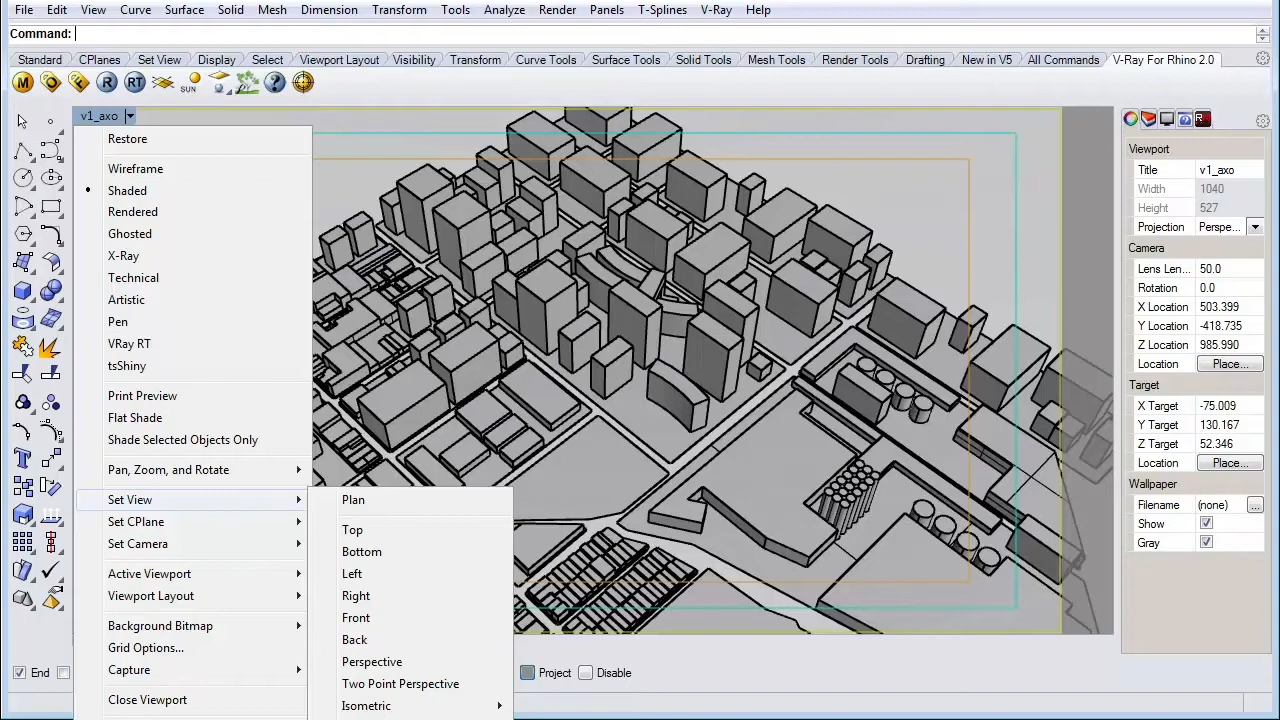 File Edit View Curve Surface Solid Mesh Dimension Transform Tools Analyze Render Panels T-Splines V-Ray Help
Command:
Standard CPlanes Set View Display Select Viewport Layout Visibility Transform Curve Tools Surface Tools Solid Tools Mesh Tools Render Tools Drafting New in V5 All Commands V-Ray For Rhino 2.0
M O F R RT SUN ?
v1_axo
Restore
Wireframe
Shaded
Rendered
Ghosted
X-Ray
Technical
Artistic
Pen
VRay RT
tsShiny
Print Preview
Flat Shade
Shade Selected Objects Only
Pan, Zoom, and Rotate
Set View
Set CPlane
Set Camera
Active Viewport
Viewport Layout
Background Bitmap
Grid Options...
Capture
Close Viewport
Plan
Top
Bottom
Left
Right
Front
Back
Perspective
Two Point Perspective
Isometric
Viewport
Title v1_axo
Width 1040
Height 527
Projection Perspe...
Camera
Lens Len... 50.0
Rotation 0.0
X Location 503.399
Y Location -418.735
Z Location 985.990
Location Place...
Target
X Target -75.009
Y Target 130.167
Z Target 52.346
Location Place...
Wallpaper
Filename (none) ...
Show
Gray
End
Project Disable